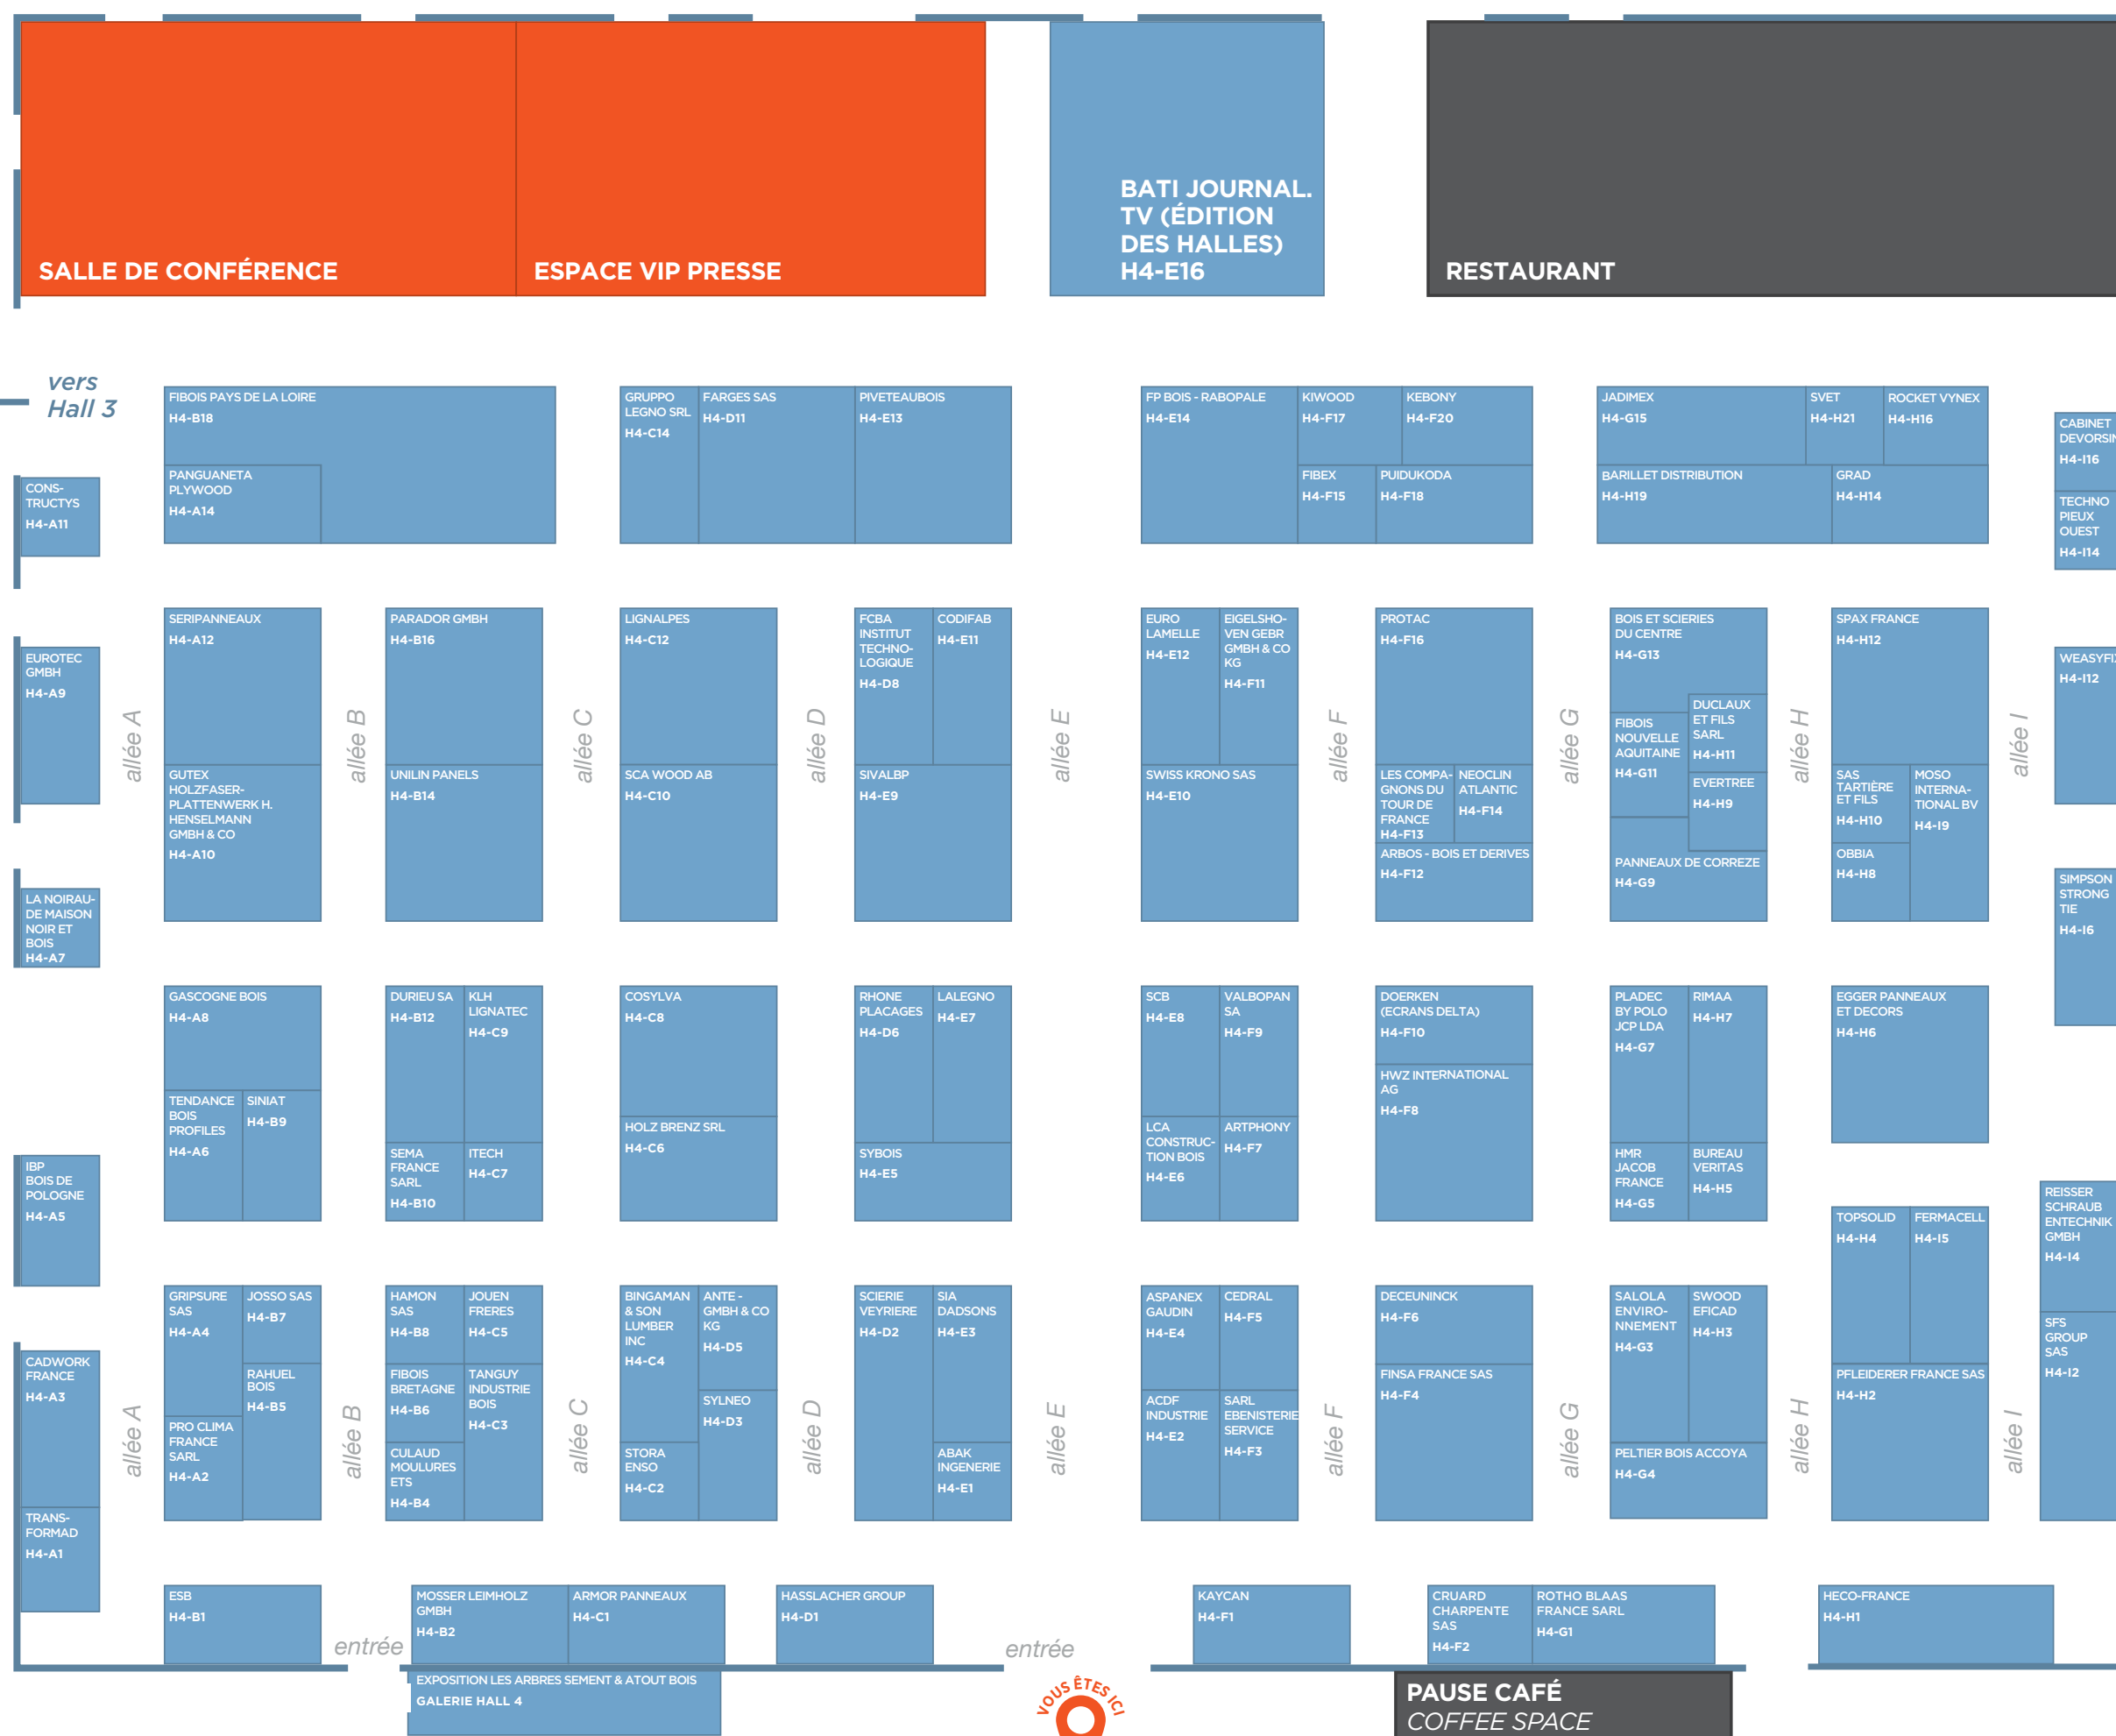 SALLE DE CONFÉRENCE
ESPACE VIP PRESSE
BATI JOURNAL.
TV (ÉDITION
DES HALLES)
H4-E16
RESTAURANT
vers
Hall 3
FIBOIS PAYS DE LA LOIRE
H4-B18
PANGUANETA
PLYWOOD
H4-A14
GRUPPO
LEGNO SRL
H4-C14
FARGES SAS
H4-D11
PIVETEAUBOIS
H4-E13
FP BOIS - RABOPALE
H4-E14
KIWOOD
H4-F17
KEBONY
H4-F20
FIBEX
H4-F15
PUIDUKODA
H4-F18
JADIMEX
H4-G15
SVET
H4-H21
ROCKET VYNEX
H4-H16
BARILLET DISTRIBUTION
H4-H19
GRAD
H4-H14
CABINET
DEVORSIN
H4-I16
TECHNO
PIEUX
OUEST
H4-I14
CONS-
TRUCTYS
H4-A11
EUROTEC
GMBH
H4-A9
allée A
SERIPANNEAUX
H4-A12
GUTEX
HOLZFASER-
PLATTENWERK H.
HENSELMANN
GMBH & CO
H4-A10
allée B
PARADOR GMBH
H4-B16
UNILIN PANELS
H4-B14
allée C
LIGNALPES
H4-C12
SCA WOOD AB
H4-C10
allée D
FCBA
INSTITUT
TECHNO-
LOGIQUE
H4-D8
CODIFAB
H4-E11
SIVALBP
H4-E9
allée E
EURO
LAMELLE
H4-E12
EIGELSHO-
VEN GEBR
GMBH & CO
KG
H4-F11
SWISS KRONO SAS
H4-E10
allée F
PROTAC
H4-F16
LES COMPA-
GNONS DU
TOUR DE
FRANCE
H4-F13
NEOCLIN
ATLANTIC
H4-F14
ARBOS - BOIS ET DERIVES
H4-F12
allée G
BOIS ET SCIERIES
DU CENTRE
H4-G13
FIBOIS
NOUVELLE
AQUITAINE
H4-G11
DUCLAUX
ET FILS
SARL
H4-H11
EVERTREE
H4-H9
PANNEAUX DE CORREZE
H4-G9
allée H
SPAX FRANCE
H4-H12
SAS
TARTIÈRE
ET FILS
H4-H10
MOSO
INTERNA-
TIONAL BV
H4-I9
OBBIA
H4-H8
allée I
WEASYFIX
H4-I12
SIMPSON
STRONG
TIE
H4-I6
LA NOIRAU-
DE MAISON
NOIR ET
BOIS
H4-A7
GASCOGNE BOIS
H4-A8
TENDANCE
BOIS
PROFILES
H4-A6
SINIAT
H4-B9
DURIEU SA
H4-B12
KLH
LIGNATEC
H4-C9
SEMA
FRANCE
SARL
H4-B10
ITECH
H4-C7
COSYLVA
H4-C8
HOLZ BRENZ SRL
H4-C6
RHONE
PLACAGES
H4-D6
LALEGNO
H4-E7
SYBOIS
H4-E5
SCB
H4-E8
VALBOPAN
SA
H4-F9
LCA
CONSTRUC-
TION BOIS
H4-E6
ARTPHONY
H4-F7
DOERKEN
(ECRANS DELTA)
H4-F10
HWZ INTERNATIONAL
AG
H4-F8
PLADEC
BY POLO
JCP LDA
H4-G7
RIMAA
H4-H7
HMR
JACOB
FRANCE
H4-G5
BUREAU
VERITAS
H4-H5
EGGER PANNEAUX
ET DECORS
H4-H6
IBP
BOIS DE
POLOGNE
H4-A5
CADWORK
FRANCE
H4-A3
TRANS-
FORMAD
H4-A1
allée A
GRIPSURE
SAS
H4-A4
JOSSO SAS
H4-B7
RAHUEL
BOIS
H4-B5
PRO CLIMA
FRANCE
SARL
H4-A2
allée B
HAMON
SAS
H4-B8
JOUEN
FRERES
H4-C5
FIBOIS
BRETAGNE
H4-B6
TANGUY
INDUSTRIE
BOIS
H4-C3
CULAUD
MOULURES
ETS
H4-B4
allée C
BINGAMAN
& SON
LUMBER
INC
H4-C4
ANTE -
GMBH & CO
KG
H4-D5
SYLNEO
H4-D3
STORA
ENSO
H4-C2
allée D
SCIERIE
VEYRIERE
H4-D2
SIA
DADSONS
H4-E3
ABAK
INGENERIE
H4-E1
allée E
ASPANEX
GAUDIN
H4-E4
CEDRAL
H4-F5
ACDF
INDUSTRIE
H4-E2
SARL
EBENISTERIE
SERVICE
H4-F3
allée F
DECEUNINCK
H4-F6
FINSA FRANCE SAS
H4-F4
allée G
SALOLA
ENVIRO-
NNEMENT
H4-G3
SWOOD
EFICAD
H4-H3
PELTIER BOIS ACCOYA
H4-G4
allée H
TOPSOLID
H4-H4
FERMACELL
H4-I5
PFLEIDERER FRANCE SAS
H4-H2
allée I
REISSER
SCHRAUB
ENTECHNIK
GMBH
H4-I4
SFS
GROUP
SAS
H4-I2
ESB
H4-B1
entrée
MOSSER LEIMHOLZ
GMBH
H4-B2
ARMOR PANNEAUX
H4-C1
HASSLACHER GROUP
H4-D1
entrée
KAYCAN
H4-F1
CRUARD
CHARPENTE
SAS
H4-F2
ROTHO BLAAS
FRANCE SARL
H4-G1
HECO-FRANCE
H4-H1
EXPOSITION LES ARBRES SEMENT & ATOUT BOIS
GALERIE HALL 4
VOUS ÊTES ICI
PAUSE CAFÉ
COFFEE SPACE